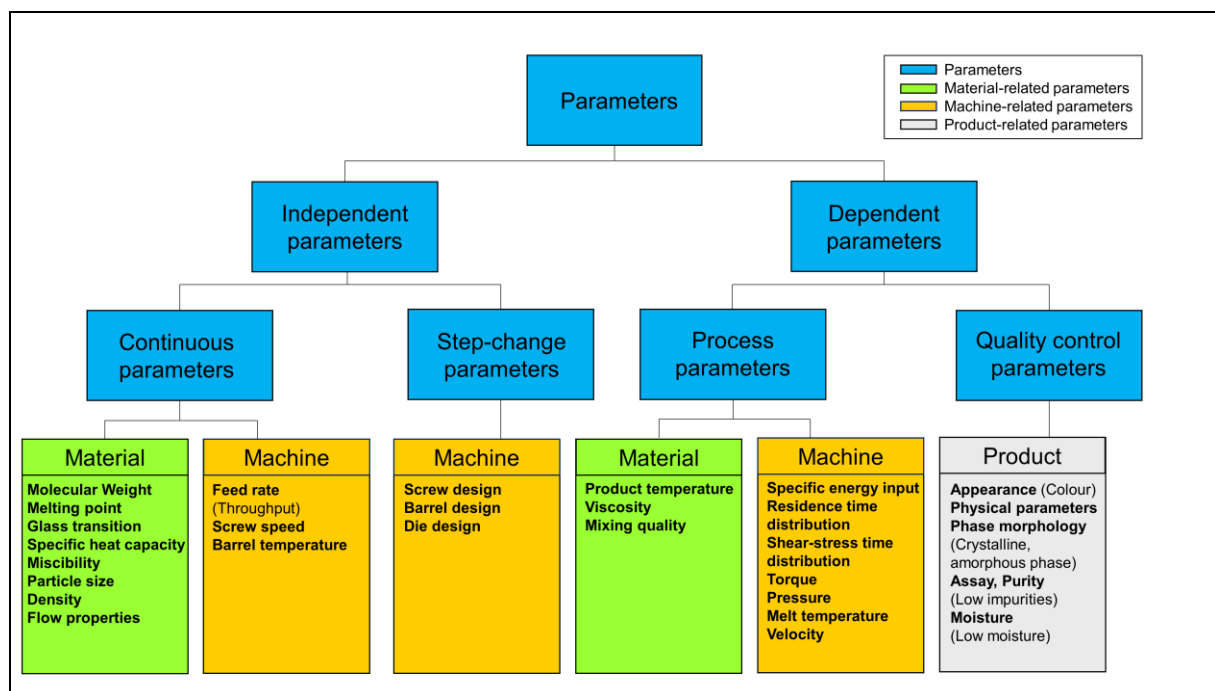 Parameters
Parameters
Material-related parameters
Machine-related parameters
Product-related parameters
Independent
parameters
Dependent
parameters
Continuous
parameters
Step-change
parameters
Process
parameters
Quality control
parameters
Material
Molecular Weight
Melting point
Glass transition
Specific heat capacity
Miscibility
Particle size
Density
Flow properties
Machine
Feed rate
(Throughput)
Screw speed
Barrel temperature
Machine
Screw design
Barrel design
Die design
Material
Product temperature
Viscosity
Mixing quality
Machine
Specific energy input
Residence time
distribution
Shear-stress time
distribution
Torque
Pressure
Melt temperature
Velocity
Product
Appearance (Colour)
Physical parameters
Phase morphology
(Crystalline,
amorphous phase)
Assay, Purity
(Low impurities)
Moisture
(Low moisture)